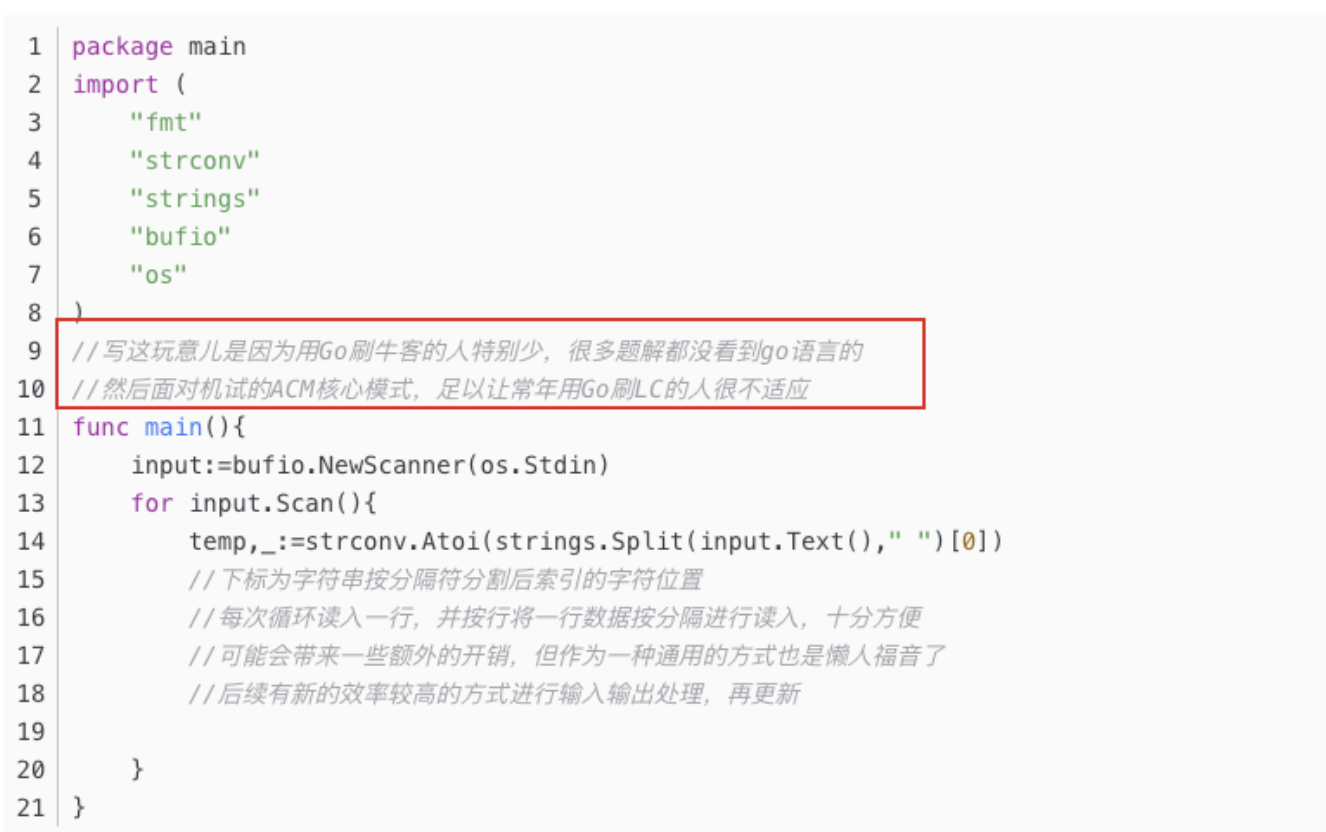 1 package main
2 import (
3     "fmt"
4     "strconv"
5     "strings"
6     "bufio"
7     "os"
8 )
9 //写这玩意儿是因为用Go刷牛客的人特别少，很多题解都没看到go语言的
10 //然后面对机试的ACM核心模式，足以让常年用Go刷LC的人很不适应
11 func main(){
12     input:=bufio.NewScanner(os.Stdin)
13     for input.Scan(){
14         temp,_:=strconv.Atoi(strings.Split(input.Text()," ")[0])
15         //下标为字符串按分隔符分割后索引的字符位置
16         //每次循环读入一行，并按行将一行数据按分隔进行读入，十分方便
17         //可能会带来一些额外的开销，但作为一种通用的方式也是懒人福音了
18         //后续有新的效率较高的方式进行输入输出处理，再更新
19
20     }
21 }